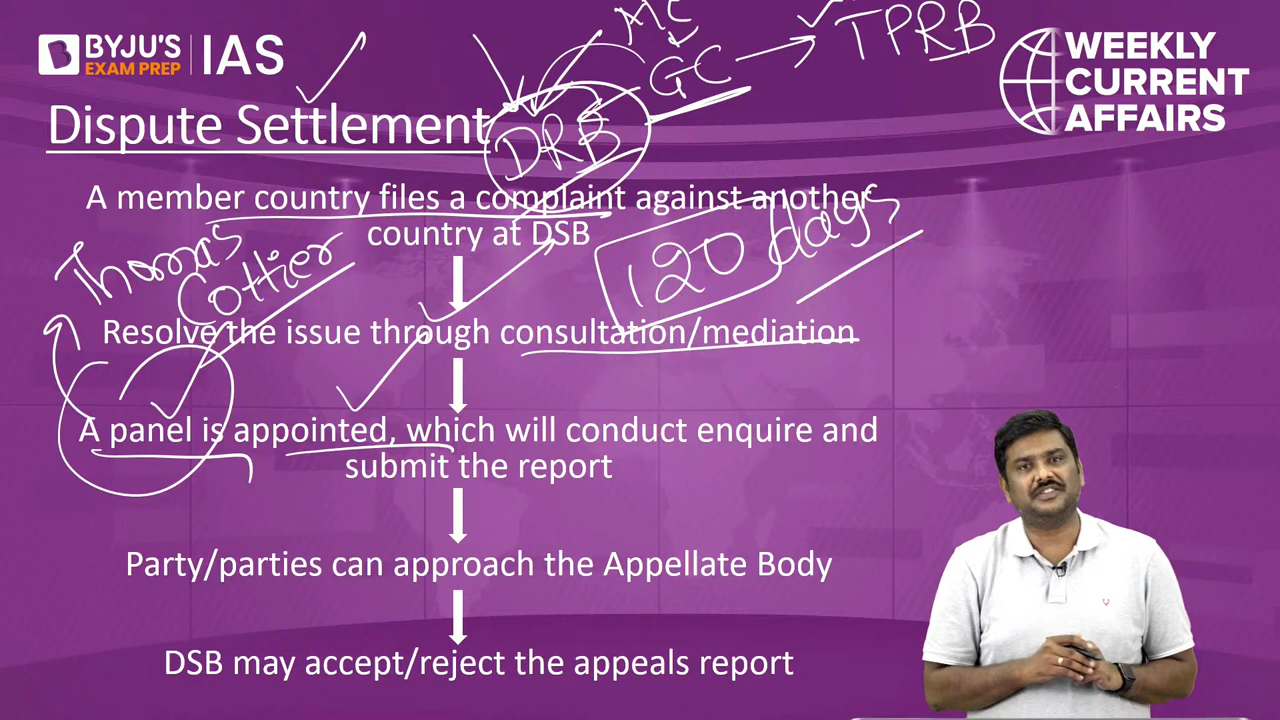 BYJU'S
EXAM PREP
IAS
MC
GC → TPRB
WEEKLY
CURRENT
AFFAIRS
Dispute Settlement
DRB
A member country files a complaint against another
country at DSB
120 days
Thomas
Cottier
Resolve the issue through consultation/mediation
A panel is appointed, which will conduct enquire and
submit the report
Party/parties can approach the Appellate Body
DSB may accept/reject the appeals report